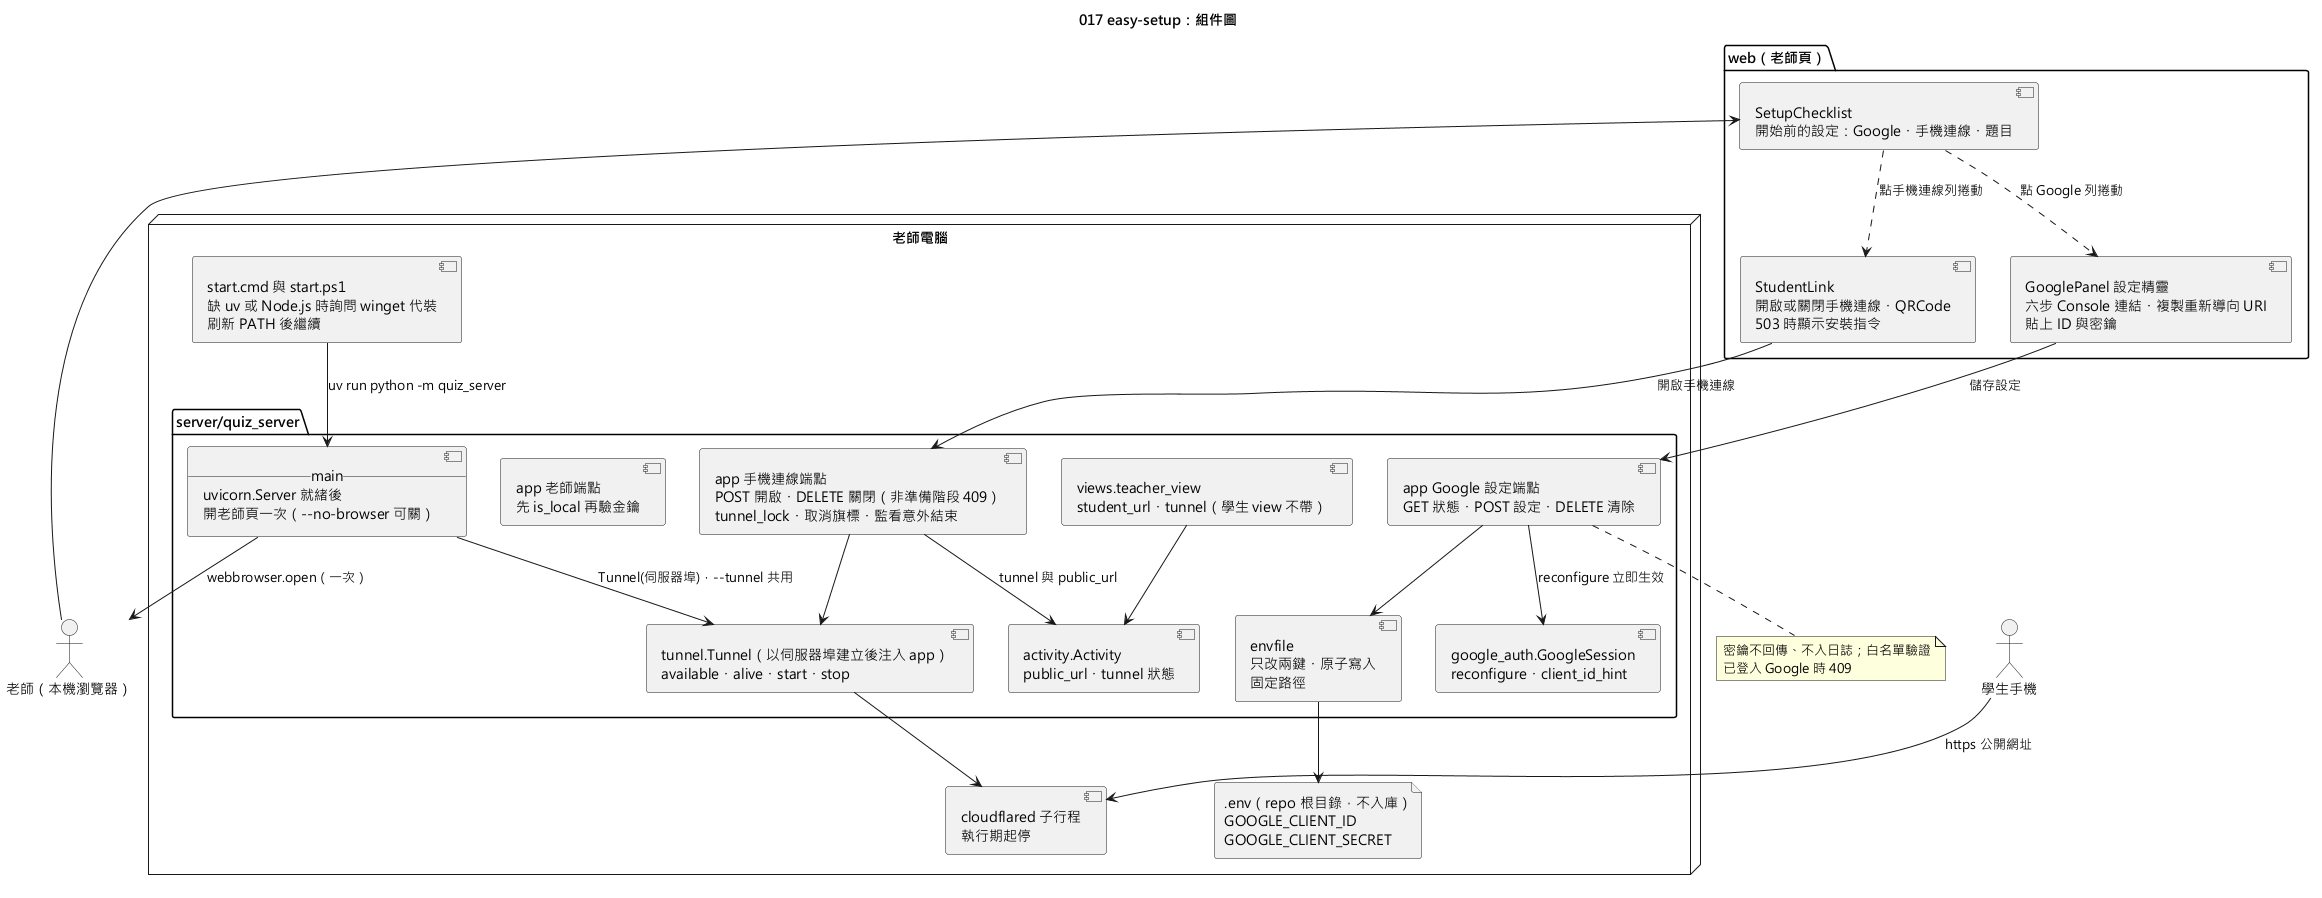 017 easy-setup：組件圖
web（老師頁）
SetupChecklist
開始前的設定：Google・手機連線・題目
點手機連線列捲動
點 Google 列捲動
StudentLink
開啟或關閉手機連線・QRCode
503 時顯示安裝指令
GooglePanel 設定精靈
六步 Console 連結・複製重新導向 URI
貼上 ID 與密鑰
老師電腦
start.cmd 與 start.ps1
缺 uv 或 Node.js 時詢問 winget 代裝
刷新 PATH 後繼續
uv run python -m quiz_server
開啟手機連線
儲存設定
server/quiz_server
main
uvicorn.Server 就緒後
開老師頁一次（--no-browser 可關）
app 老師端點
先 is_local 再驗金鑰
app 手機連線端點
POST 開啟・DELETE 關閉（非準備階段 409）
tunnel_lock・取消旗標・監看意外結束
views.teacher_view
student_url・tunnel（學生 view 不帶）
app Google 設定端點
GET 狀態・POST 設定・DELETE 清除
webbrowser.open（一次）
Tunnel(伺服器埠)・--tunnel 共用
tunnel 與 public_url
reconfigure 立即生效
老師（本機瀏覽器）
tunnel.Tunnel（以伺服器埠建立後注入 app）
available・alive・start・stop
activity.Activity
public_url・tunnel 狀態
envfile
只改兩鍵・原子寫入
固定路徑
google_auth.GoogleSession
reconfigure・client_id_hint
密鑰不回傳、不入日誌；白名單驗證
已登入 Google 時 409
學生手機
https 公開網址
cloudflared 子行程
執行期起停
.env（repo 根目錄・不入庫）
GOOGLE_CLIENT_ID
GOOGLE_CLIENT_SECRET